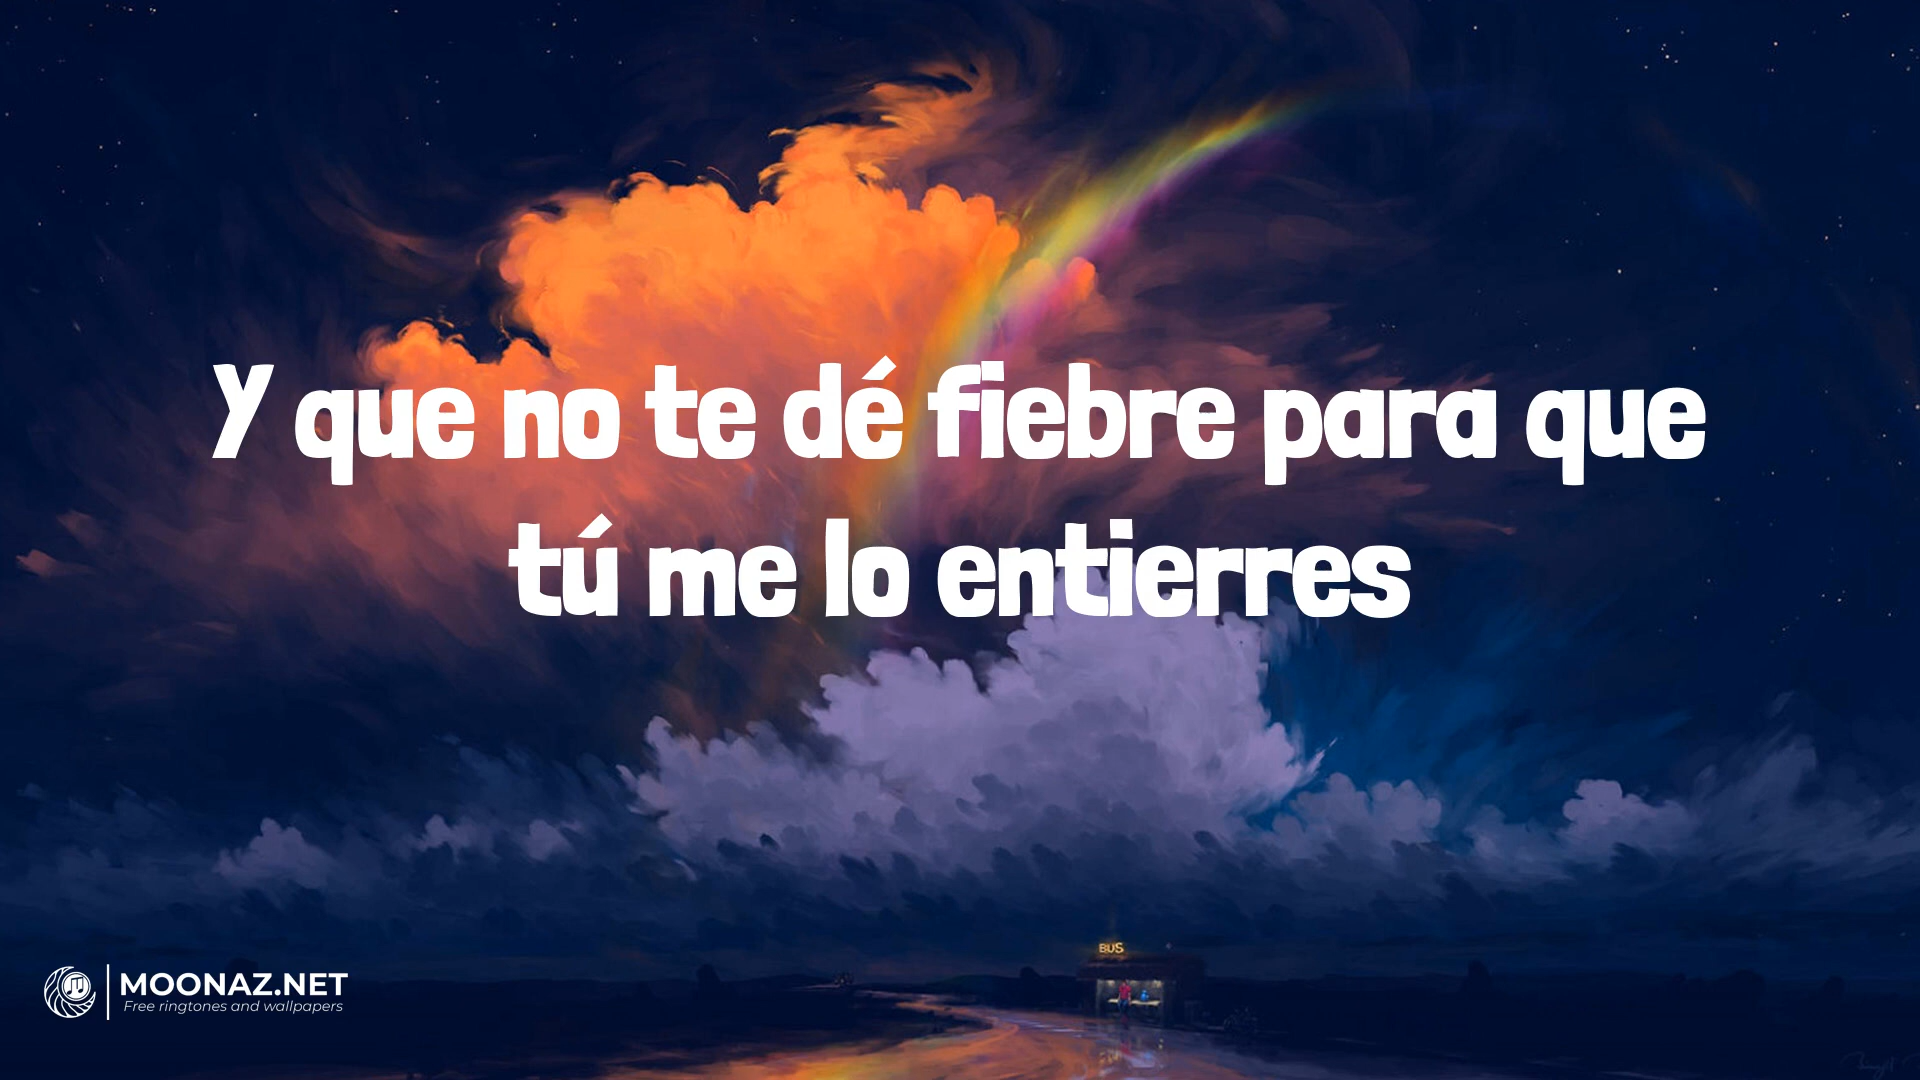 Y que no te dé fiebre para que
tú me lo entierres
BUS
MOONAZ.NET
Free ringtones and wallpapers